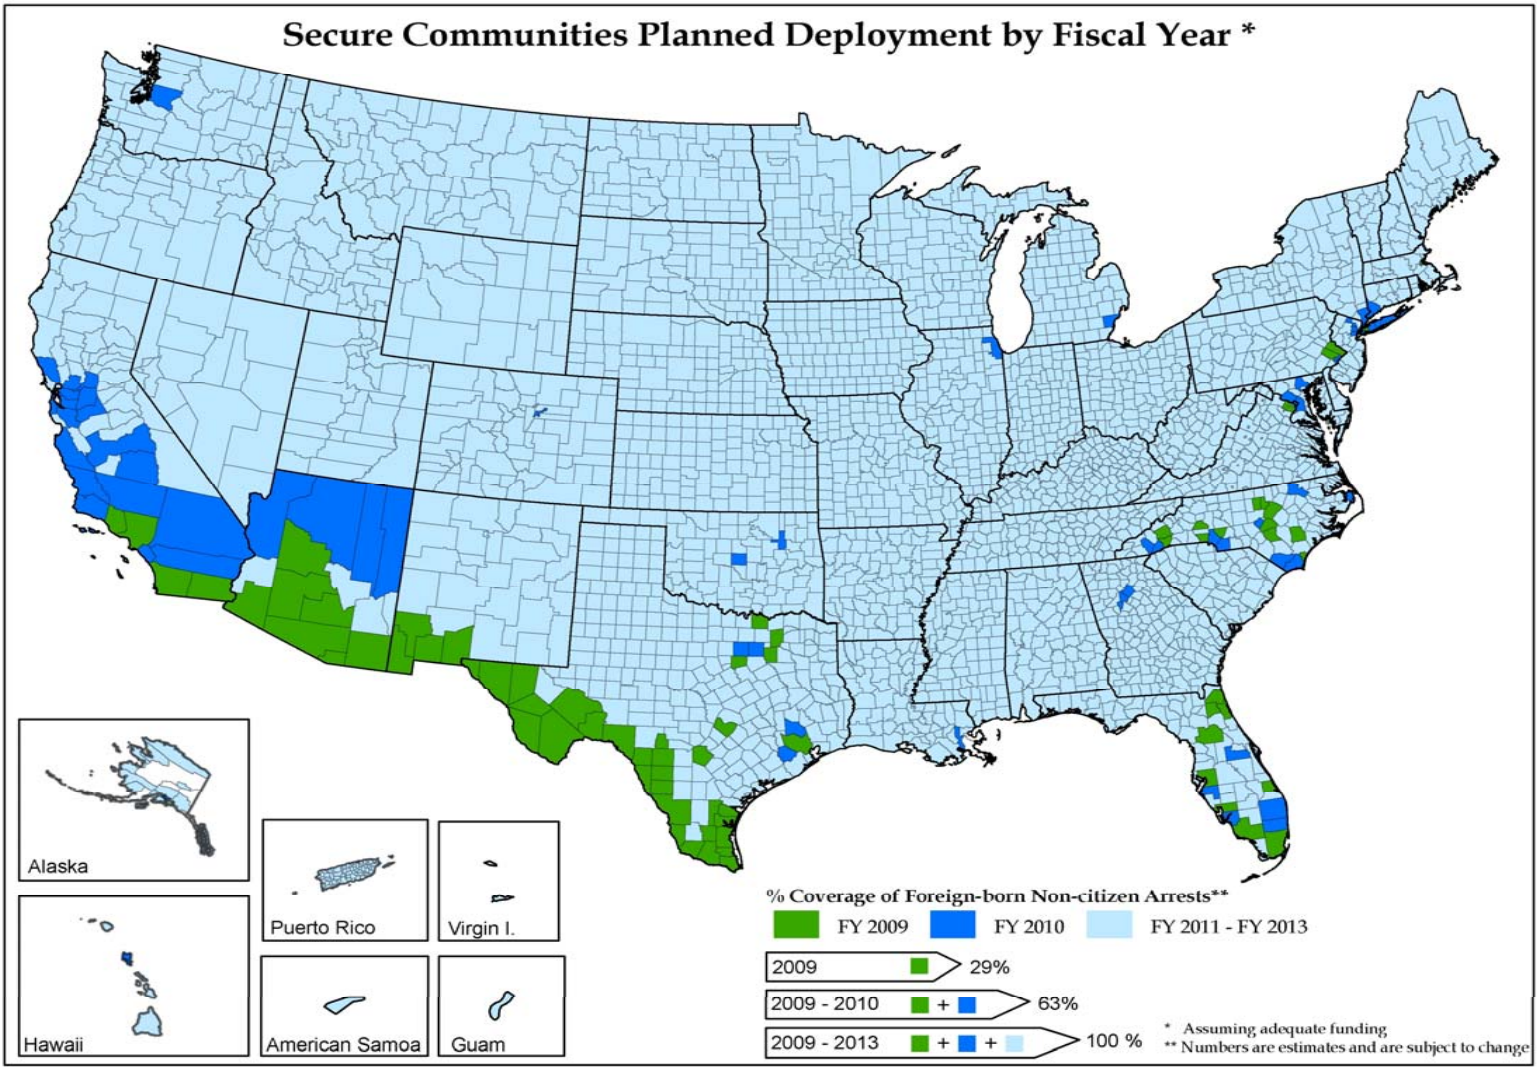 Secure Communities Planned Deployment by Fiscal Year *
Alaska
Hawaii
Puerto Rico
Virgin I.
American Samoa
Guam
% Coverage of Foreign-born Non-citizen Arrests**
FY 2009
FY 2010
FY 2011 - FY 2013
2009
29%
2009 - 2010
+
63%
2009 - 2013
+ +
100 %
* Assuming adequate funding
** Numbers are estimates and are subject to change